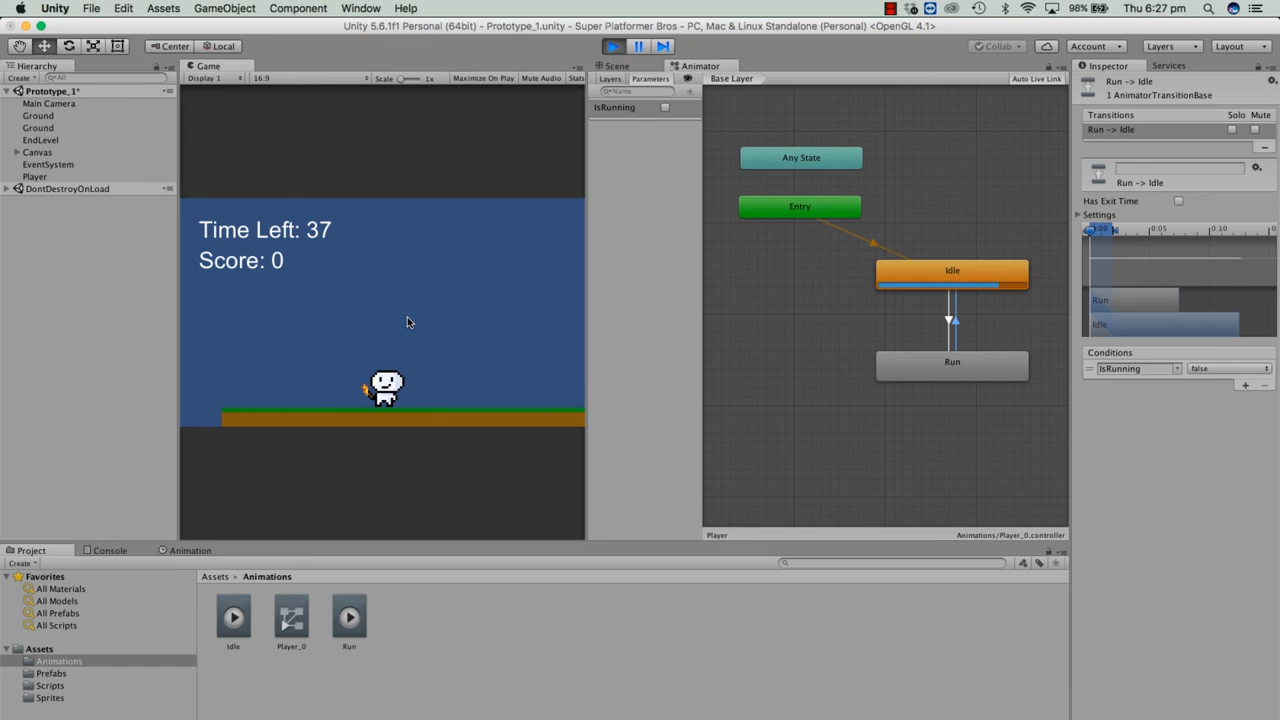 Unity File Edit Assets GameObject Component Window Help 98% Thu 6:27 pm
Unity 5.6.1f1 Personal (64bit) - Prototype_1.unity - Super Platformer Bros - PC, Mac & Linux Standalone (Personal) <OpenGL 4.1>
Center Local Collab Account Layers Layout
Hierarchy
Create All
Prototype_1*
Main Camera
Ground
Ground
EndLevel
Canvas
EventSystem
Player
DontDestroyOnLoad
Game
Display 1 16:9 Scale 1x Maximize On Play Mute Audio Stats
Time Left: 37
Score: 0
Scene Animator
Layers Parameters Base Layer Auto Live Link
Name
IsRunning
Any State
Entry
Idle
Run
Player Animations/Player_0.controller
Inspector Services
Run -> Idle
1 AnimatorTransitionBase
Transitions Solo Mute
Run -> Idle
Run -> Idle
Has Exit Time
Settings
0:00 0:05 0:10
Run
Idle
Conditions
IsRunning false
Project Console Animation
Create
Favorites
All Materials
All Models
All Prefabs
All Scripts
Assets
Animations
Prefabs
Scripts
Sprites
Assets Animations
Idle Player_0 Run